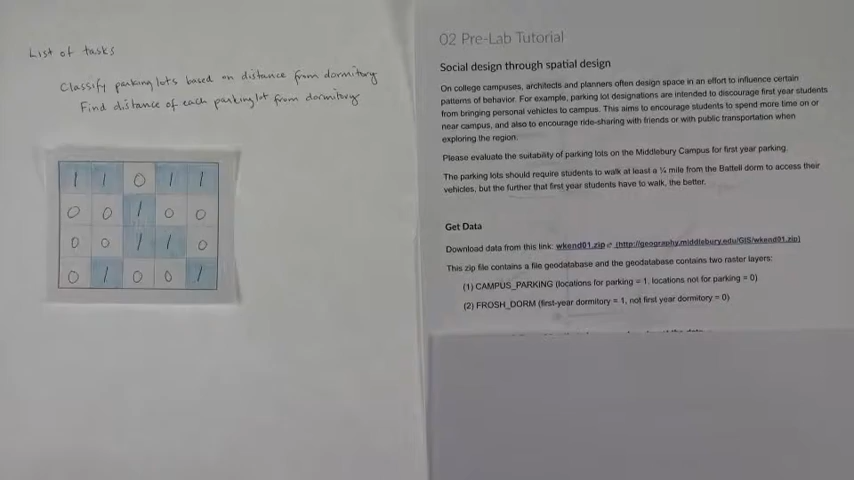 List of tasks
Classify parking lots based on distance from dormitory
Find distance of each parking lot from dormitory
1 1 0 1 1
0 0 1 0 0
0 0 1 1 0
0 1 0 0 1
02 Pre-Lab Tutorial
Social design through spatial design
On college campuses, architects and planners often design space in an effort to influence certain
patterns of behavior. For example, parking lot designations are intended to discourage first year students
from bringing personal vehicles to campus. This aims to encourage students to spend more time on or
near campus, and also to encourage ride-sharing with friends or with public transportation when
exploring the region.
Please evaluate the suitability of parking lots on the Middlebury Campus for first year parking.
The parking lots should require students to walk at least a ¼ mile from the Battell dorm to access their
vehicles, but the further that first year students have to walk, the better.
Get Data
Download data from this link: wkend01.zip (http://geography.middlebury.edu/GIS/wkend01.zip)
This zip file contains a file geodatabase and the geodatabase contains two raster layers:
(1) CAMPUS_PARKING (locations for parking = 1, locations not for parking = 0)
(2) FROSH_DORM (first-year dormitory = 1, not first year dormitory = 0)